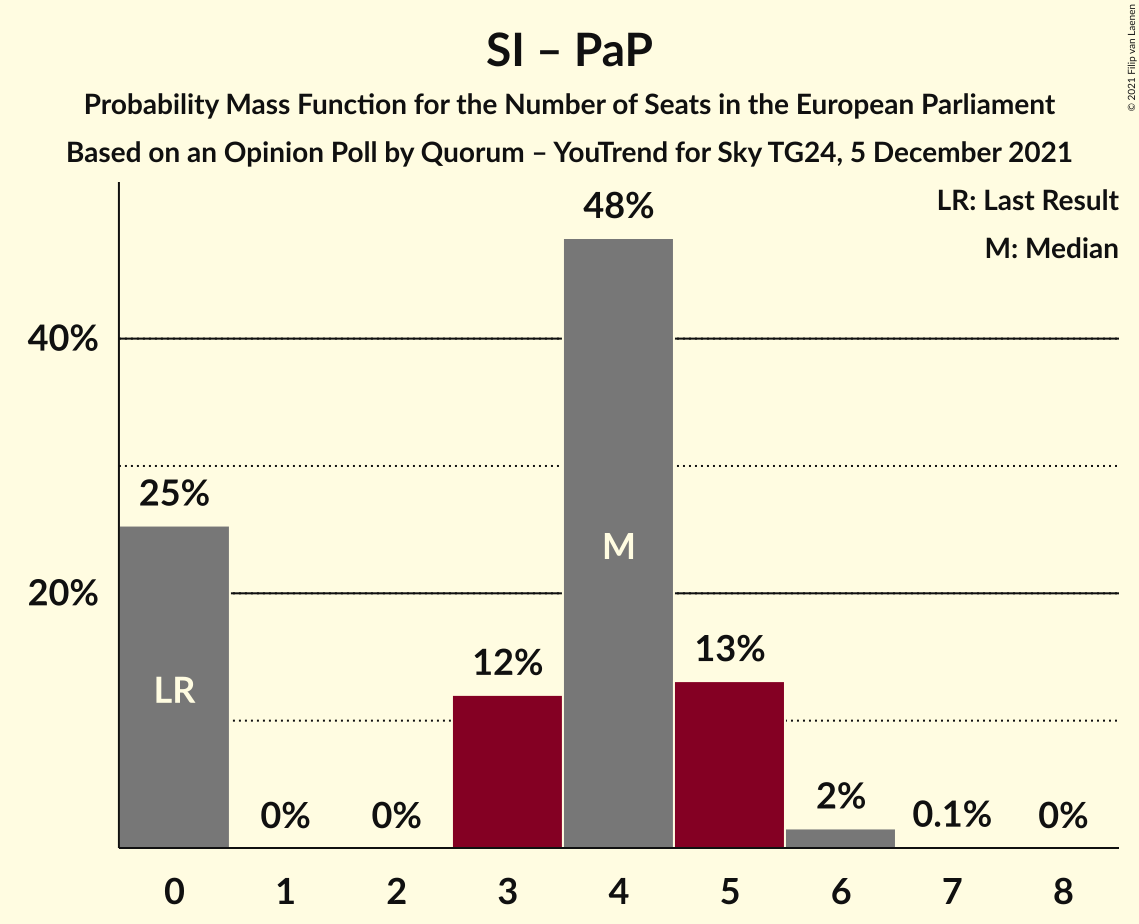 SI – PaP
Probability Mass Function for the Number of Seats in the European Parliament
Based on an Opinion Poll by Quorum – YouTrend for Sky TG24, 5 December 2021
© 2021 Filip van Laenen
LR: Last Result
M: Median
48%
40%
25%
M
20%
13%
12%
LR
2%
0%
0%
0.1%
0%
0
1
2
3
4
5
6
7
8